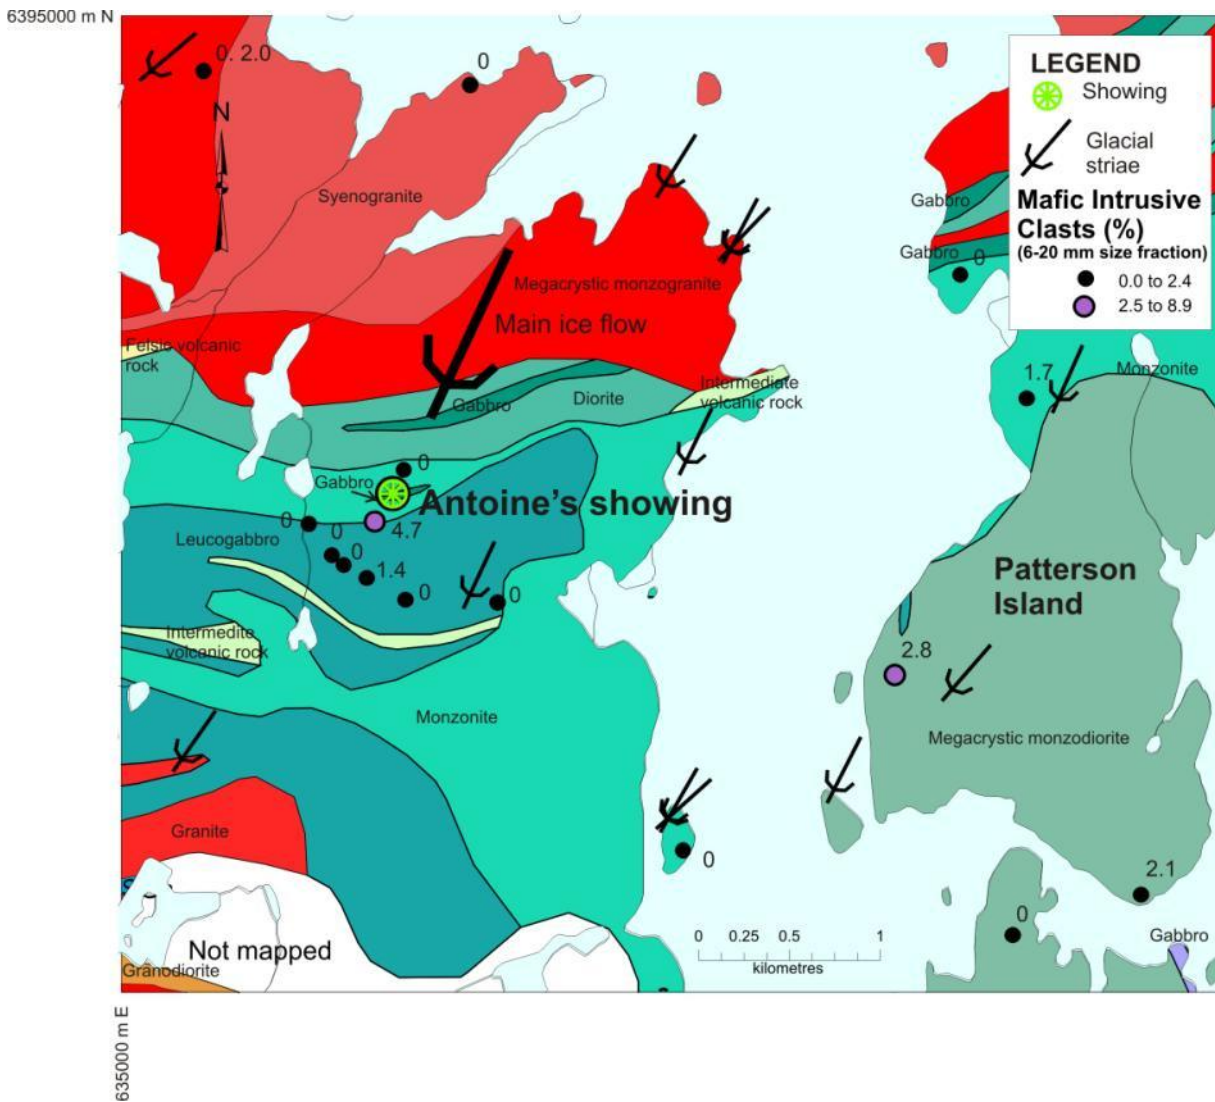 6395000 m N
0. 2.0
0
N
LEGEND
Showing
Glacial
striae
Mafic Intrusive
Clasts (%)
(6-20 mm size fraction)
0.0 to 2.4
2.5 to 8.9
Syenogranite
Gabbro
Gabbro
0
Megacrystic monzogranite
Main ice flow
Felsic volcanic
rock
1.7
Monzonite
Intermediate
volcanic rock
Gabbro
Diorite
0
Gabbro
Antoine's showing
0
4.7
Leucogabbro
0
0
1.4
0
0
Patterson
Island
Intermedite
volcanic rock
2.8
Monzonite
Megacrystic monzodiorite
Granite
0
2.1
0
Gabbro
0 0.25 0.5 1
kilometres
Not mapped
Granodiorite
635000 m E